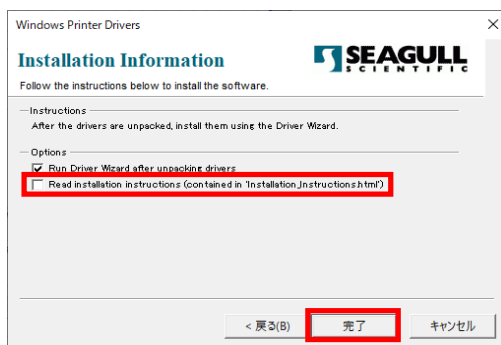 Windows Printer Drivers
Installation Information
SEAGULL
SCIENTIFIC
Follow the instructions below to install the software.
Instructions
After the drivers are unpacked, install them using the Driver Wizard.
Options
Run Driver Wizard after unpacking drivers
Read installation instructions (contained in 'Installation_Instructions.html')
< 戻る(B) 完了 キャンセル